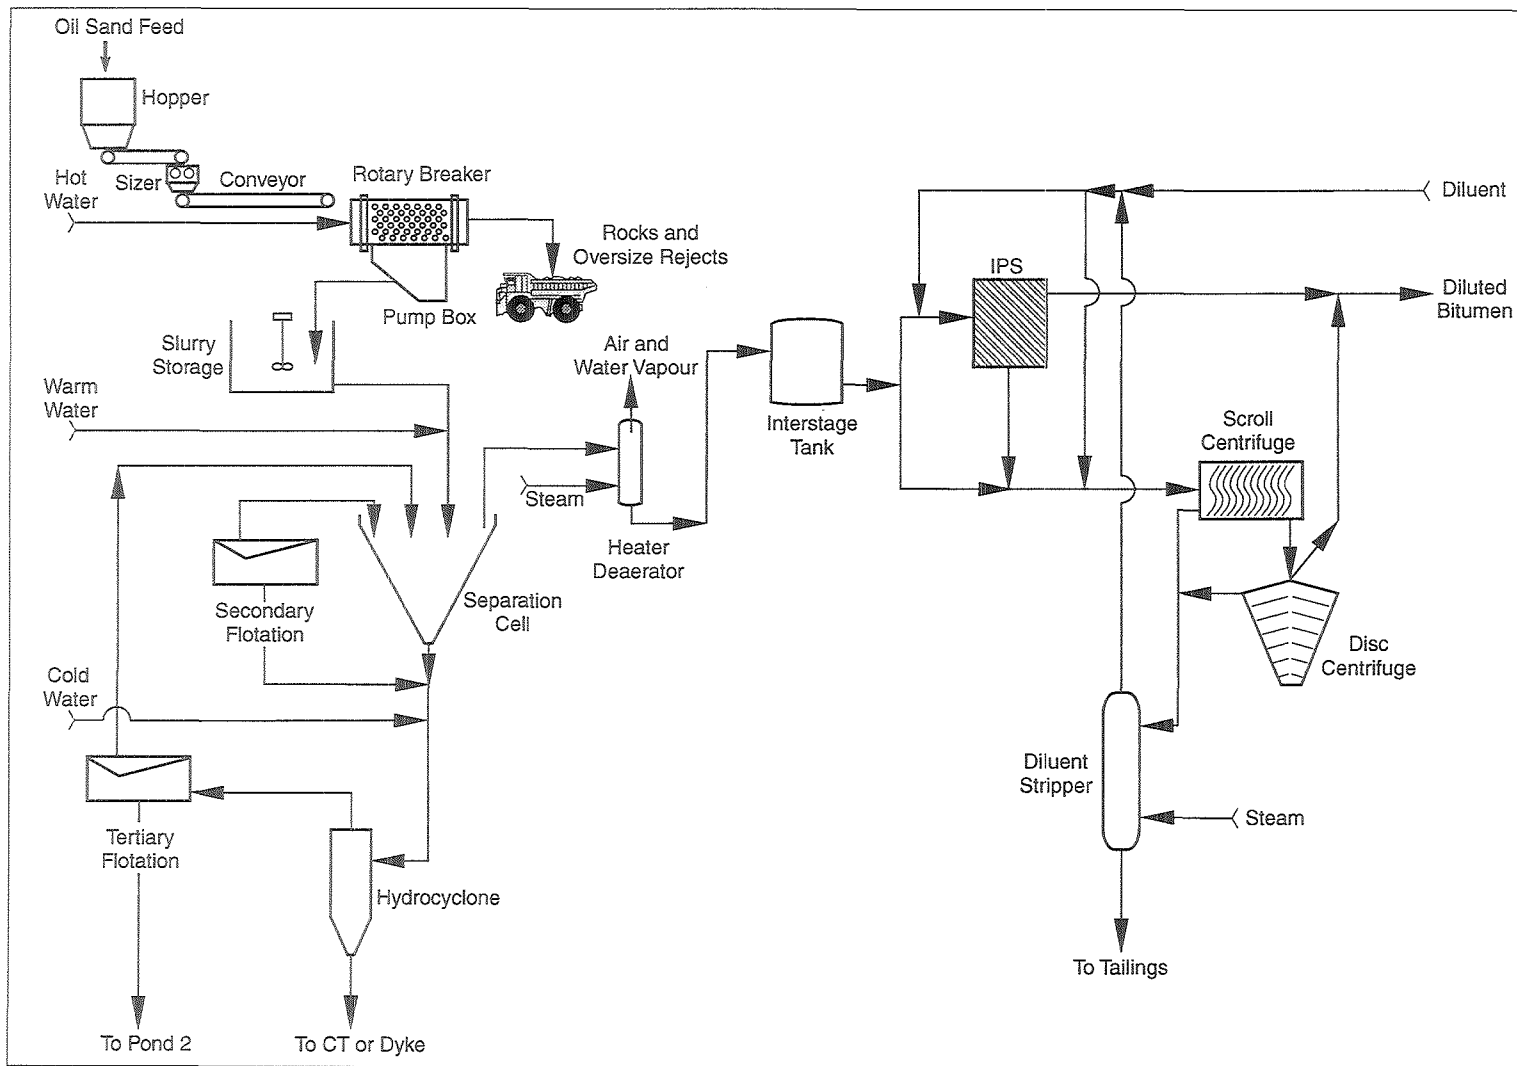 Oil Sand Feed
Hopper
Sizer
Conveyor
Hot
Water
Rotary Breaker
Rocks and
Oversize Rejects
Pump Box
Slurry
Storage
Warm
Water
Air and
Water Vapour
Steam
Heater
Deaerator
Interstage
Tank
IPS
Diluent
Diluted
Bitumen
Scroll
Centrifuge
Disc
Centrifuge
Secondary
Flotation
Separation
Cell
Cold
Water
Tertiary
Flotation
Hydrocyclone
Diluent
Stripper
Steam
To Tailings
To Pond 2
To CT or Dyke